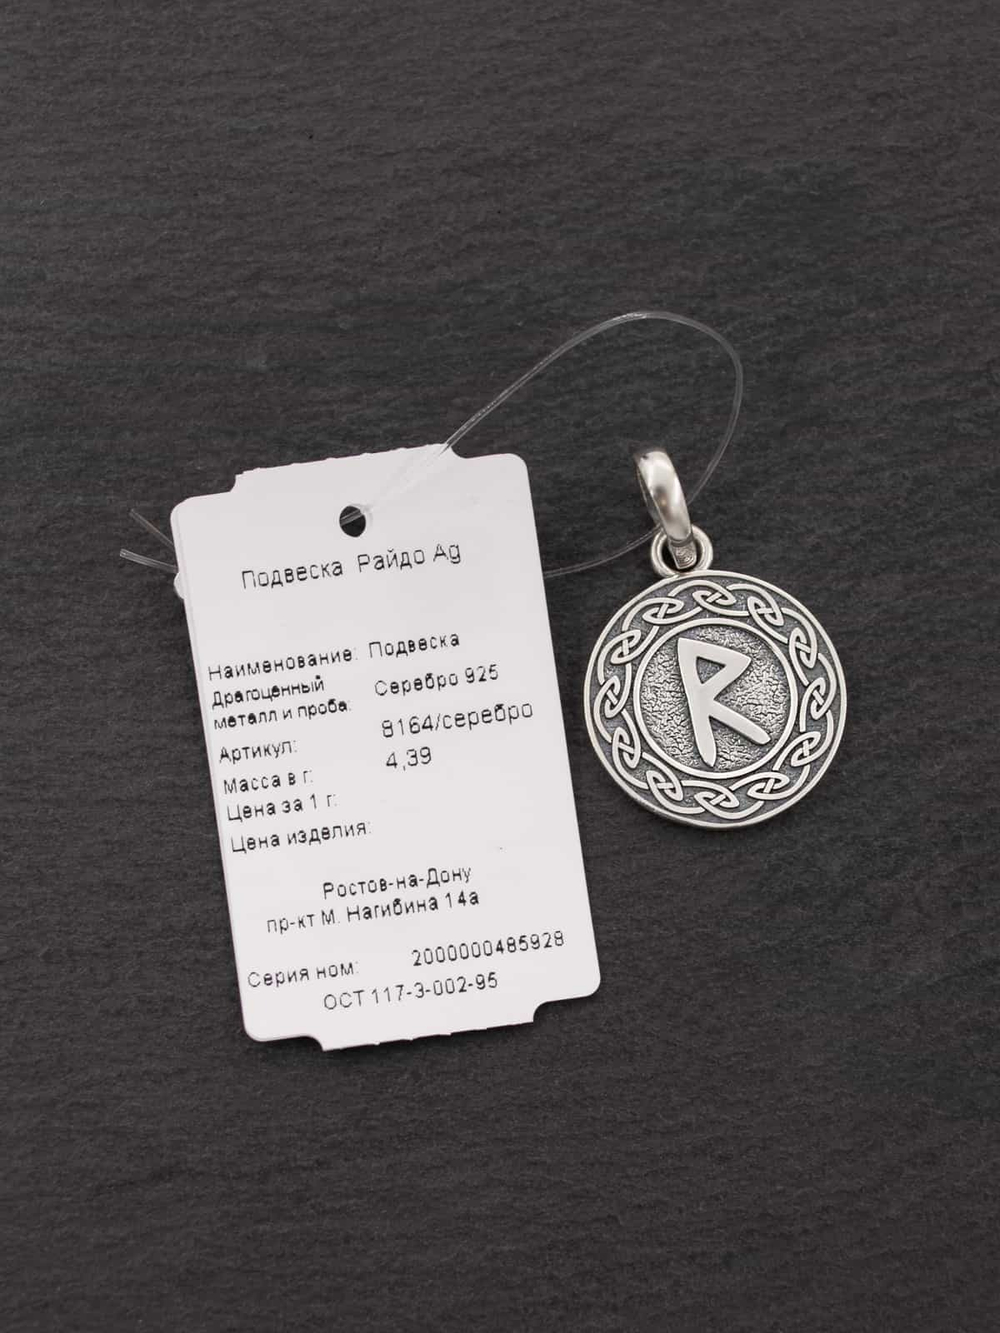 Подвеска Райдо Ag
Наименование: Подвеска
Драгоценный
металл и проба: Серебро 925
Артикул: 8164/серебро
Масса в г: 4,39
Цена за 1 г:
Цена изделия:
Ростов-на-Дону
пр-кт М. Нагибина 14а
Серия ном: 2000000485928
ОСТ 117-3-002-95
ᚱ